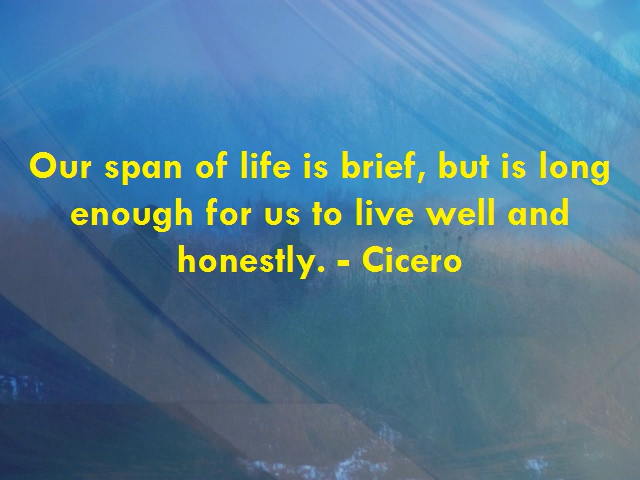 Our span of life is brief, but is long
enough for us to live well and
honestly. - Cicero